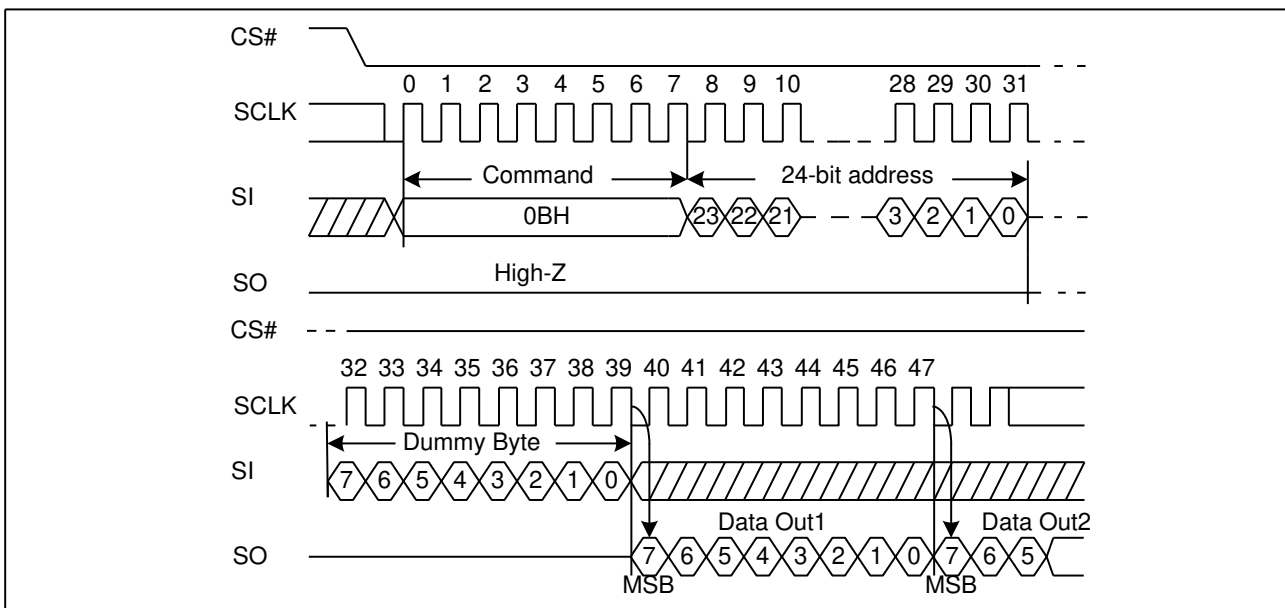 CS#
0 1 2 3 4 5 6 7 8 9 10 28 29 30 31
SCLK
Command 24-bit address
SI
0BH 23 22 21 3 2 1 0
High-Z
SO
CS#
32 33 34 35 36 37 38 39 40 41 42 43 44 45 46 47
SCLK
Dummy Byte
SI
7 6 5 4 3 2 1 0
Data Out1 Data Out2
SO
7 6 5 4 3 2 1 0 7 6 5
MSB MSB